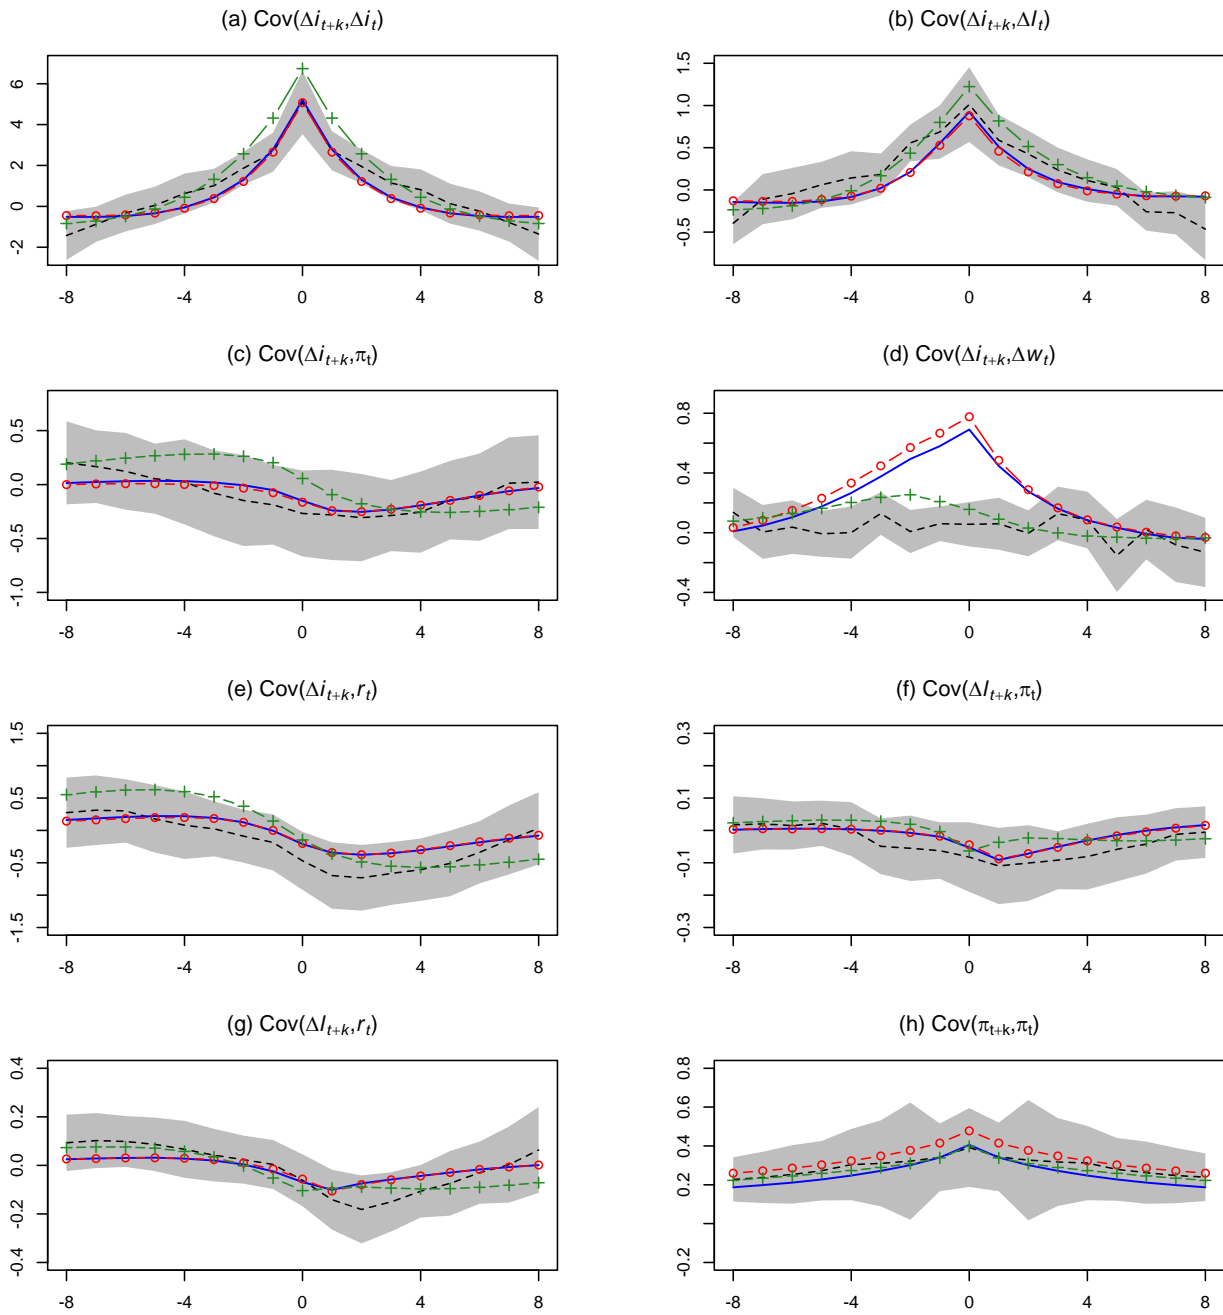 (a) Cov(Δi_{t+k},Δi_t)
(b) Cov(Δi_{t+k},Δl_t)
6
4
2
0
-2
-8 -4 0 4 8
1.5
1.0
0.5
0.0
-0.5
-8 -4 0 4 8
(c) Cov(Δi_{t+k},π_t)
(d) Cov(Δi_{t+k},Δw_t)
0.5
0.0
-0.5
-1.0
-8 -4 0 4 8
0.8
0.4
0.0
-0.4
-8 -4 0 4 8
(e) Cov(Δi_{t+k},r_t)
(f) Cov(Δl_{t+k},π_t)
1.5
0.5
-0.5
-1.5
-8 -4 0 4 8
0.3
0.1
-0.1
-0.3
-8 -4 0 4 8
(g) Cov(Δl_{t+k},r_t)
(h) Cov(π_{t+k},π_t)
0.4
0.2
0.0
-0.2
-0.4
-8 -4 0 4 8
0.8
0.6
0.4
0.2
-0.2
-8 -4 0 4 8